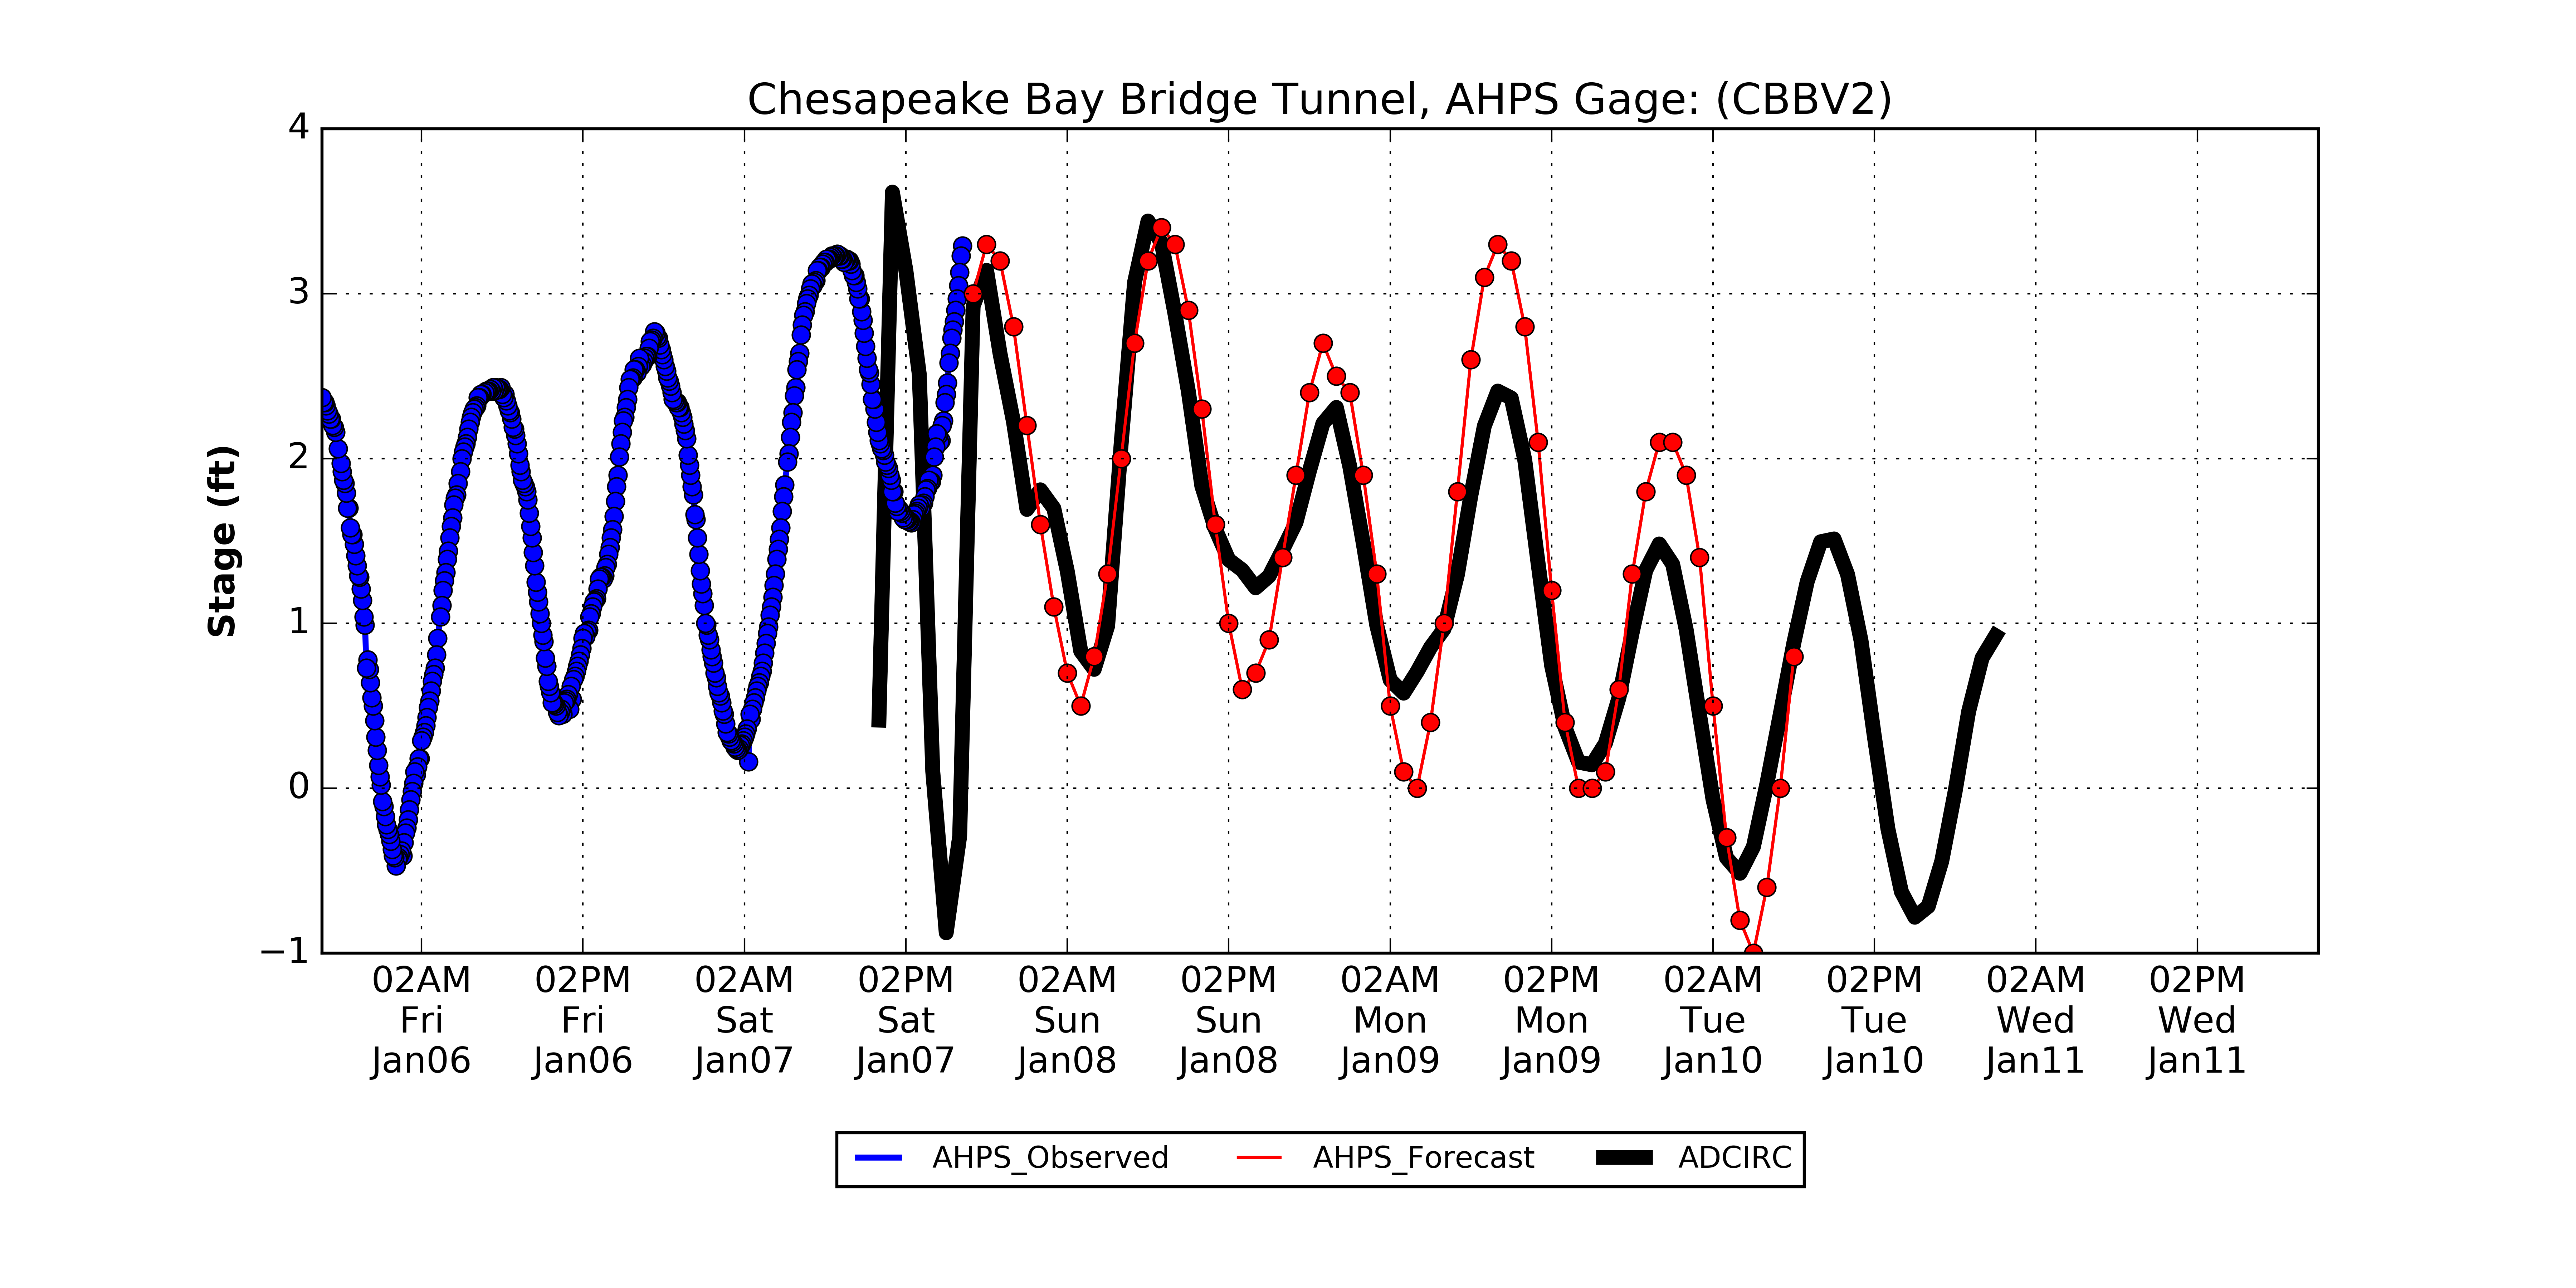 Chesapeake Bay Bridge Tunnel, AHPS Gage: (CBBV2)
4
3
2
1
0
−1
Stage (ft)
02AM 02PM 02AM 02PM 02AM 02PM 02AM 02PM 02AM 02PM 02AM 02PM
Fri Fri Sat Sat Sun Sun Mon Mon Tue Tue Wed Wed
Jan06 Jan06 Jan07 Jan07 Jan08 Jan08 Jan09 Jan09 Jan10 Jan10 Jan11 Jan11
AHPS_Observed AHPS_Forecast ADCIRC